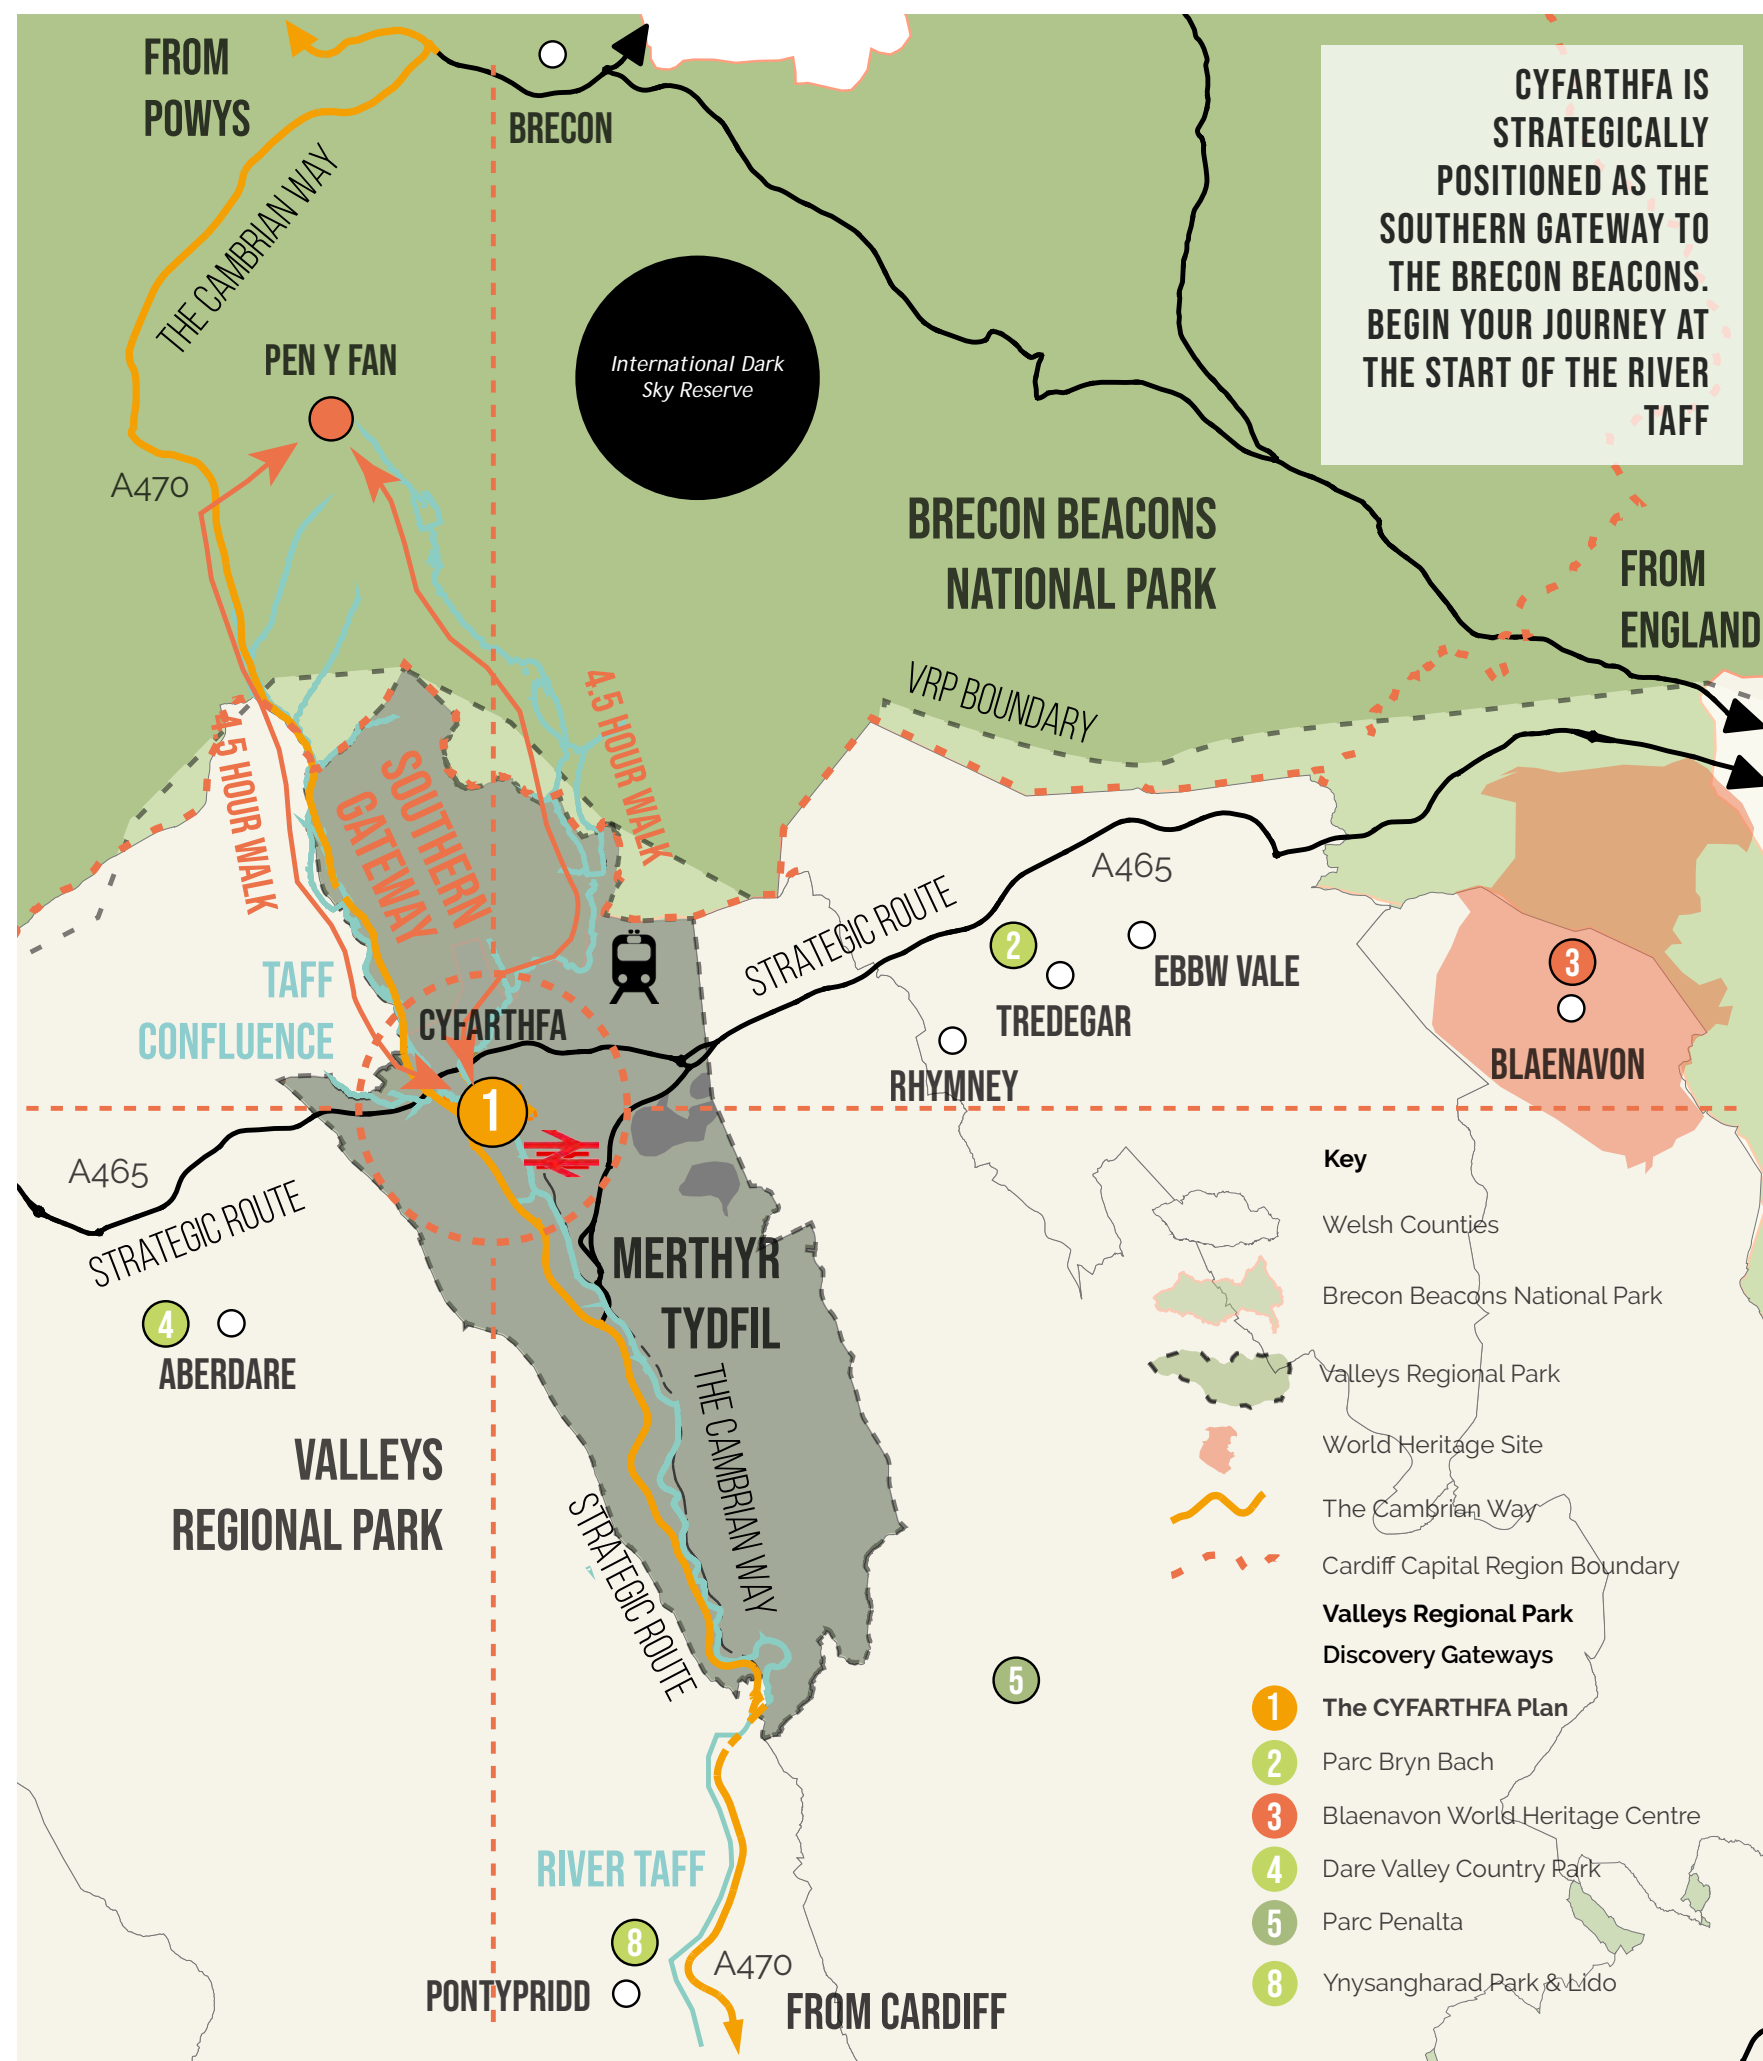 FROM
POWYS
BRECON
CYFARTHFA IS
STRATEGICALLY
POSITIONED AS THE
SOUTHERN GATEWAY TO
THE BRECON BEACONS.
BEGIN YOUR JOURNEY AT
THE START OF THE RIVER
TAFF
THE CAMBRIAN WAY
PEN Y FAN
International Dark
Sky Reserve
A470
BRECON BEACONS
NATIONAL PARK
FROM
ENGLAND
VRP BOUNDARY
4.5 HOUR WALK
4.5 HOUR WALK
SOUTHERN
GATEWAY
A465
STRATEGIC ROUTE
2
EBBW VALE
TREDEGAR
RHYMNEY
3
BLAENAVON
TAFF
CONFLUENCE
CYFARTHFA
1
A465
STRATEGIC ROUTE
MERTHYR
TYDFIL
4
ABERDARE
THE CAMBRIAN WAY
VALLEYS
REGIONAL PARK
STRATEGIC ROUTE
5
RIVER TAFF
8
A470
PONTYPRIDD
FROM CARDIFF
Key
Welsh Counties
Brecon Beacons National Park
Valleys Regional Park
World Heritage Site
The Cambrian Way
Cardiff Capital Region Boundary
Valleys Regional Park
Discovery Gateways
1 The CYFARTHFA Plan
2 Parc Bryn Bach
3 Blaenavon World Heritage Centre
4 Dare Valley Country Park
5 Parc Penalta
8 Ynysangharad Park & Lido